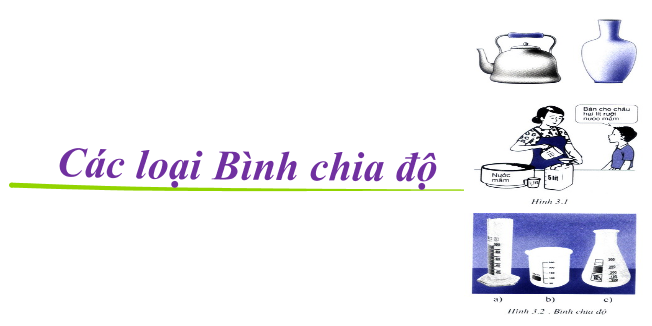 Các loại Bình chia độ
Bán cho cháu
hai lít rưỡi
nước mắm
Nước
mắm
5 lít
Hình 3.1
a)
b)
c)
Hình 3.2 . Bình chia độ